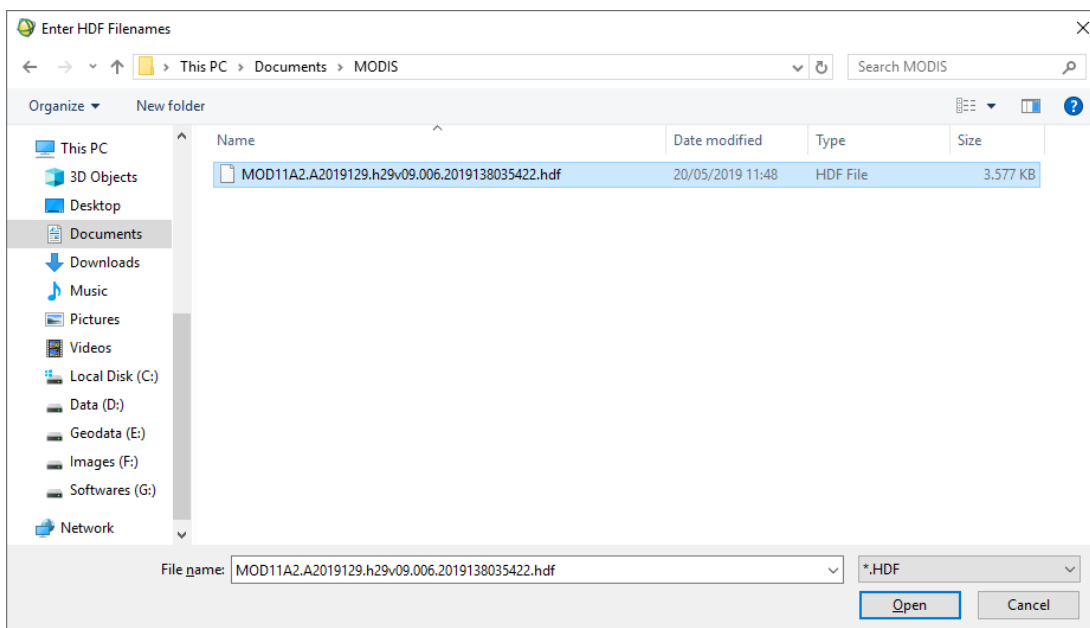 Enter HDF Filenames
This PC > Documents > MODIS
Search MODIS
Organize
New folder
Name
Date modified
Type
Size
MOD11A2.A2019129.h29v09.006.2019138035422.hdf
20/05/2019 11:48
HDF File
3.577 KB
This PC
3D Objects
Desktop
Documents
Downloads
Music
Pictures
Videos
Local Disk (C:)
Data (D:)
Geodata (E:)
Images (F:)
Softwares (G:)
Network
File name:
MOD11A2.A2019129.h29v09.006.2019138035422.hdf
*.HDF
Open
Cancel